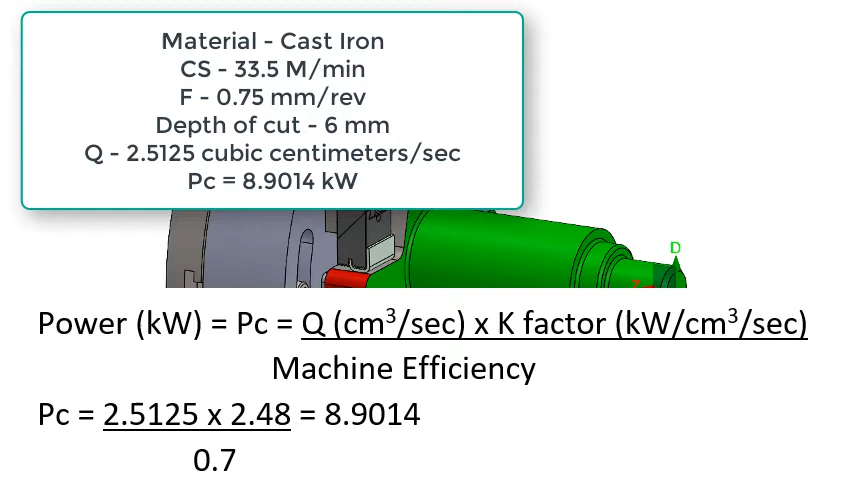 Material - Cast Iron
CS - 33.5 M/min
F - 0.75 mm/rev
Depth of cut - 6 mm
Q - 2.5125 cubic centimeters/sec
Pc = 8.9014 kW
D
Power (kW) = Pc = Q (cm³/sec) x K factor (kW/cm³/sec)
Machine Efficiency
Pc = 2.5125 x 2.48 = 8.9014
0.7